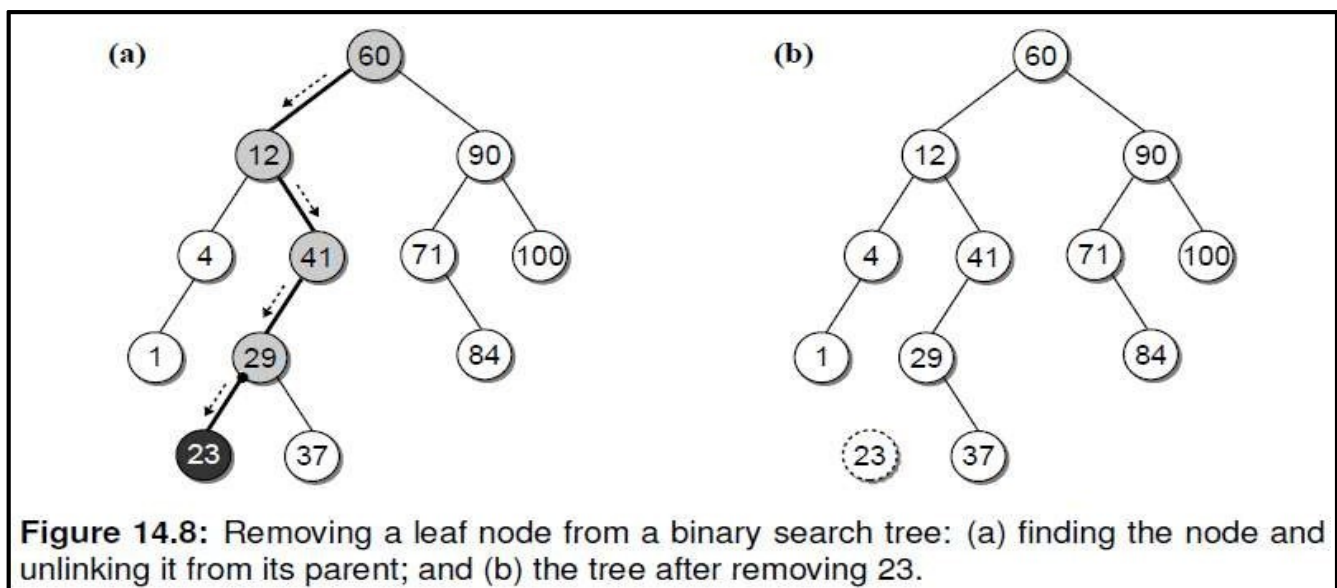 (a)
60
12 90
4 41 71 100
1 29 84
23 37
(b)
60
12 90
4 41 71 100
1 29 84
23 37
Figure 14.8: Removing a leaf node from a binary search tree: (a) finding the node and
unlinking it from its parent; and (b) the tree after removing 23.